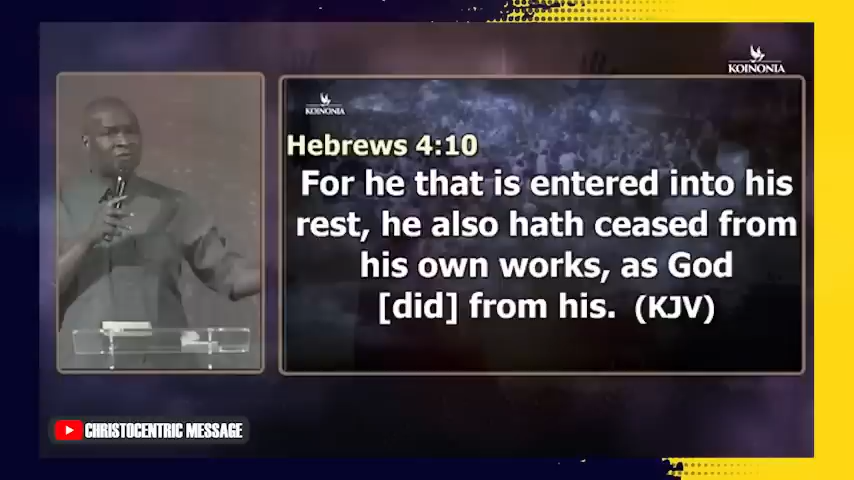 KOINONIA
KOINONIA
Hebrews 4:10
For he that is entered into his
rest, he also hath ceased from
his own works, as God
[did] from his. (KJV)
CHRISTOCENTRIC MESSAGE